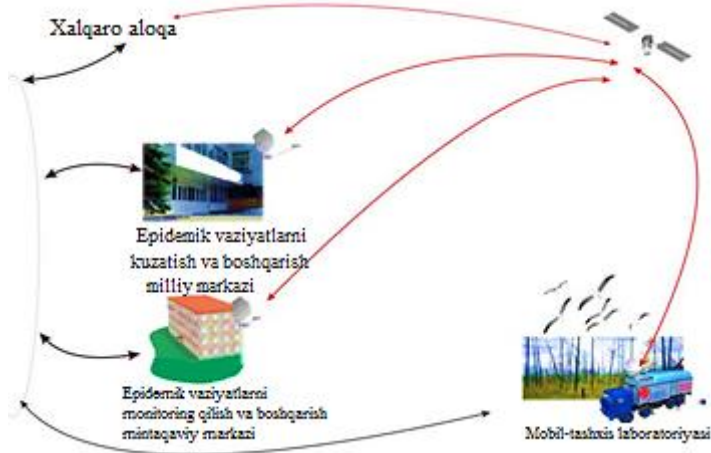 Xalqaro aloqa
Epidemik vaziyatlarni
kuzatish va boshqarish
milliy markazi
Epidemik vaziyatlarni
monitoring qilish va boshqarish
mintaqaviy markazi
Mobil-tashxis laboratoriyasi